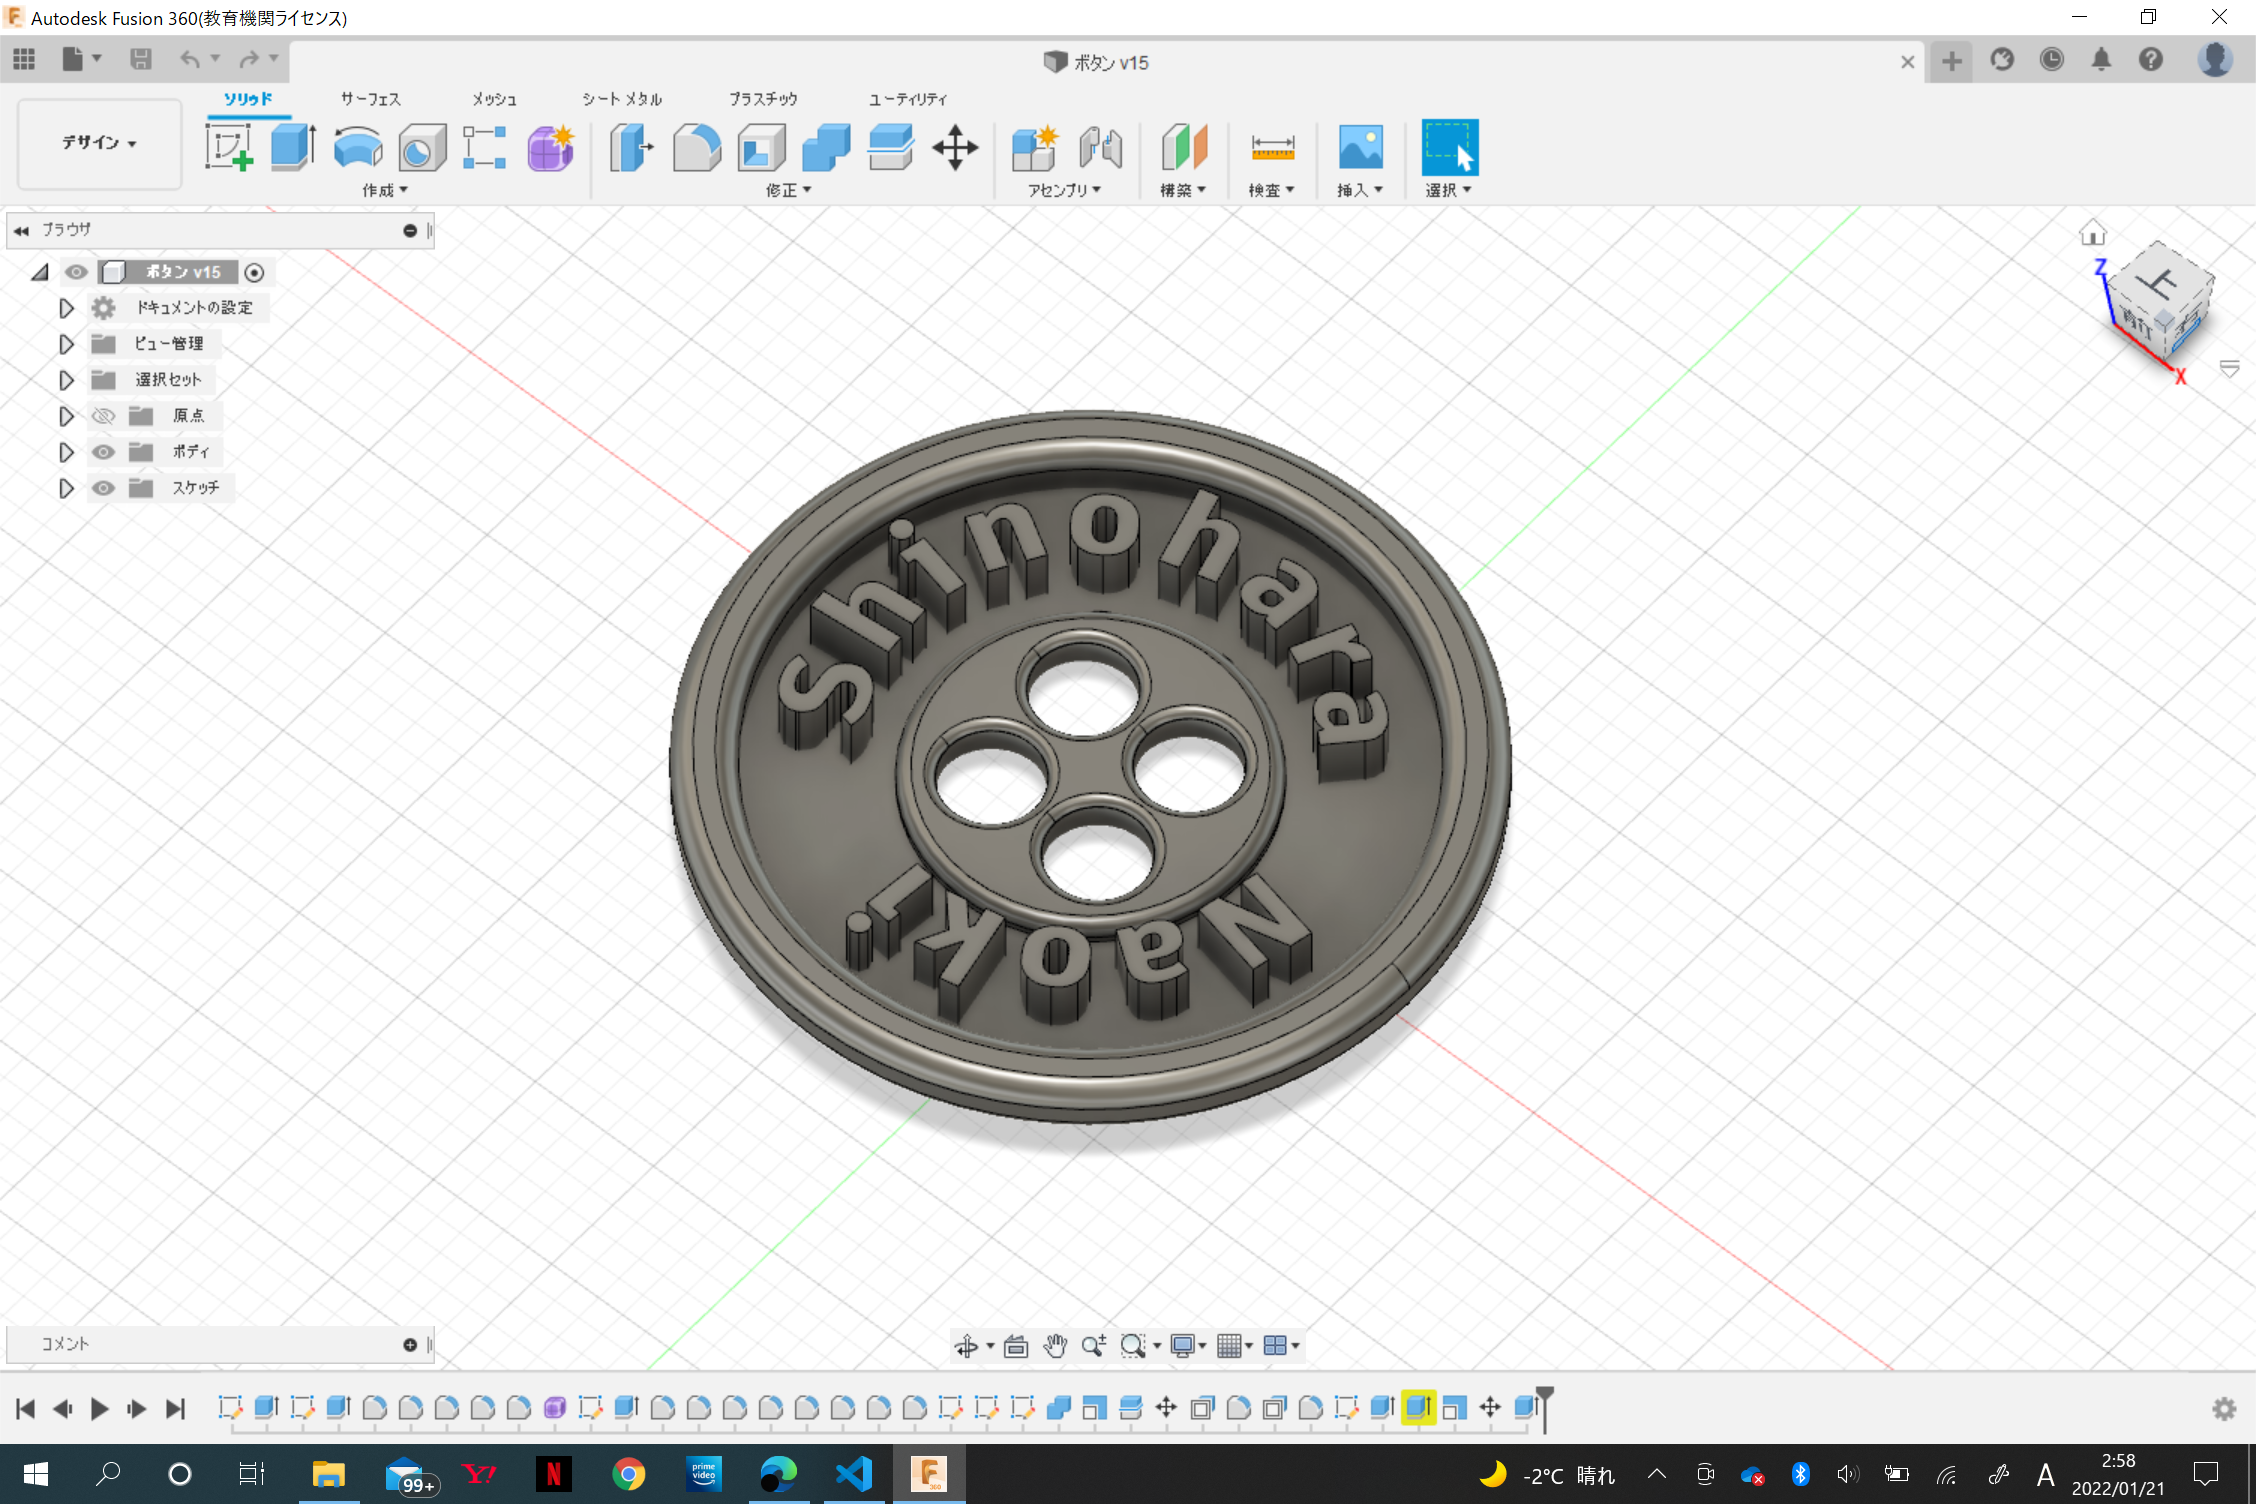 Autodesk Fusion 360(教育機関ライセンス)
ボタン v15
デザイン
ソリッド サーフェス メッシュ シート メタル プラスチック ユーティリティ
作成 修正 アセンブリ 構築 検査 挿入 選択
ブラウザ
ボタン v15
ドキュメントの設定
ビュー管理
選択セット
原点
ボディ
スケッチ
Z
上
前
右
X
Shinohara
Naoki
コメント
99+
Y!
N
prime video
F
360
-2°C 晴れ
A
2:58
2022/01/21